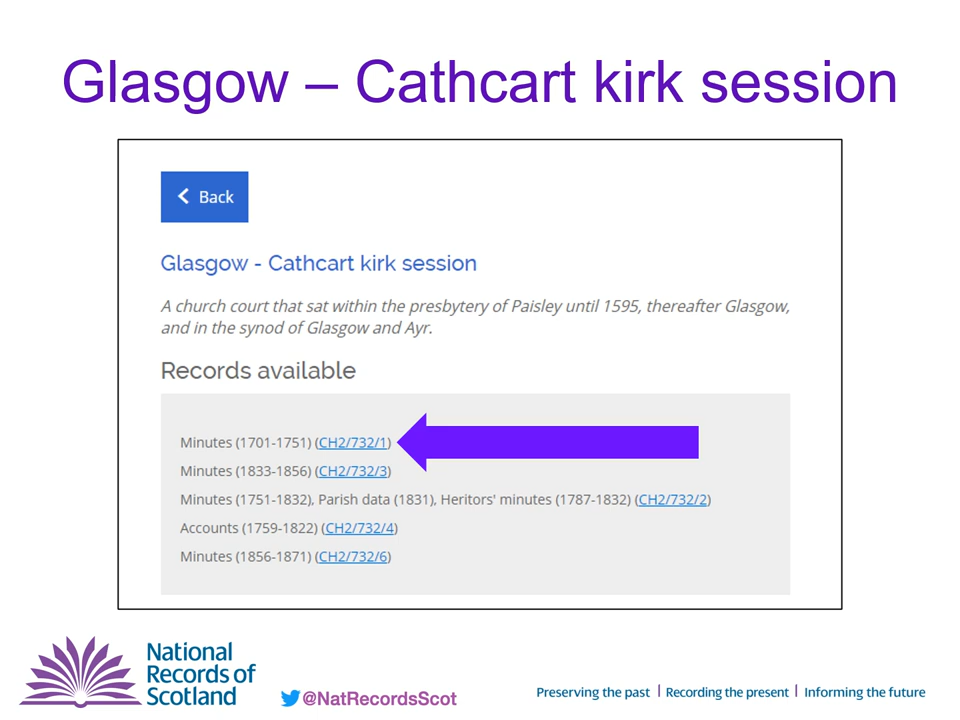 Glasgow – Cathcart kirk session
Back
Glasgow - Cathcart kirk session
A church court that sat within the presbytery of Paisley until 1595, thereafter Glasgow,
and in the synod of Glasgow and Ayr.
Records available
Minutes (1701-1751) (CH2/732/1)
Minutes (1833-1856) (CH2/732/3)
Minutes (1751-1832), Parish data (1831), Heritors' minutes (1787-1832) (CH2/732/2)
Accounts (1759-1822) (CH2/732/4)
Minutes (1856-1871) (CH2/732/6)
National
Records of
Scotland
@NatRecordsScot
Preserving the past | Recording the present | Informing the future